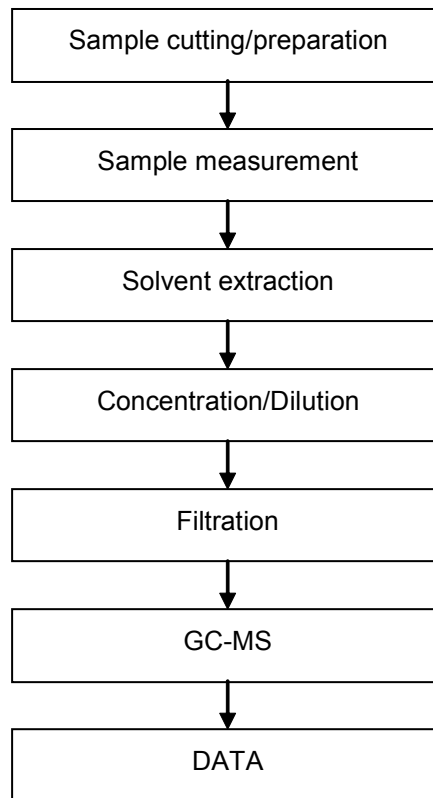 Sample cutting/preparation
Sample measurement
Solvent extraction
Concentration/Dilution
Filtration
GC-MS
DATA